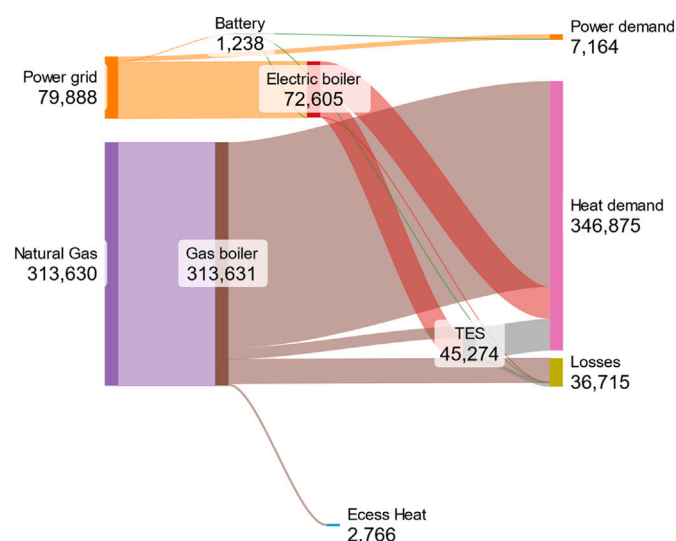 Battery
1,238
Power demand
7,164
Power grid
79,888
Electric boiler
72,605
Heat demand
346,875
Natural Gas
313,630
Gas boiler
313,631
TES
45,274
Losses
36,715
Ecess Heat
2,766